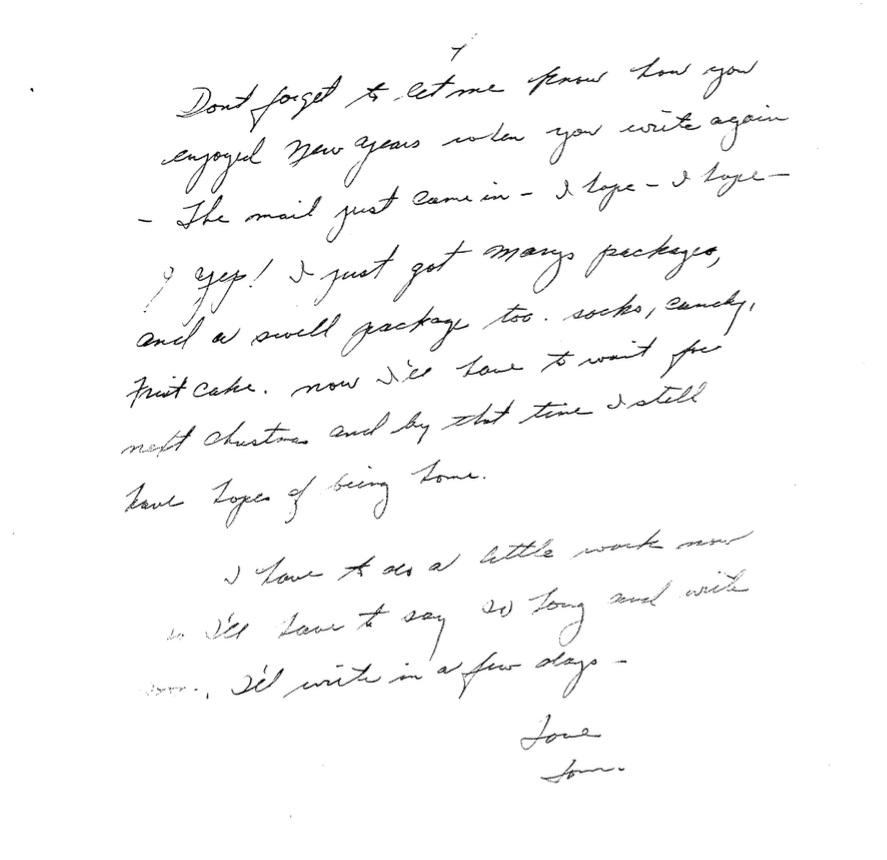 7
Dont forget to let me know how you
enjoyed New Years when you write again
- The mail just came in - I hope - I hope -
Yep! I just got Marys packages,
and a swell package too. socks, candy,
Fruit cake. now I'll have to wait for
next Christmas and by that time I still
have hopes of being home.
I have to do a little work now
so I'll have to say so long and write
soon. I'll write in a few days -
Love
Tom.